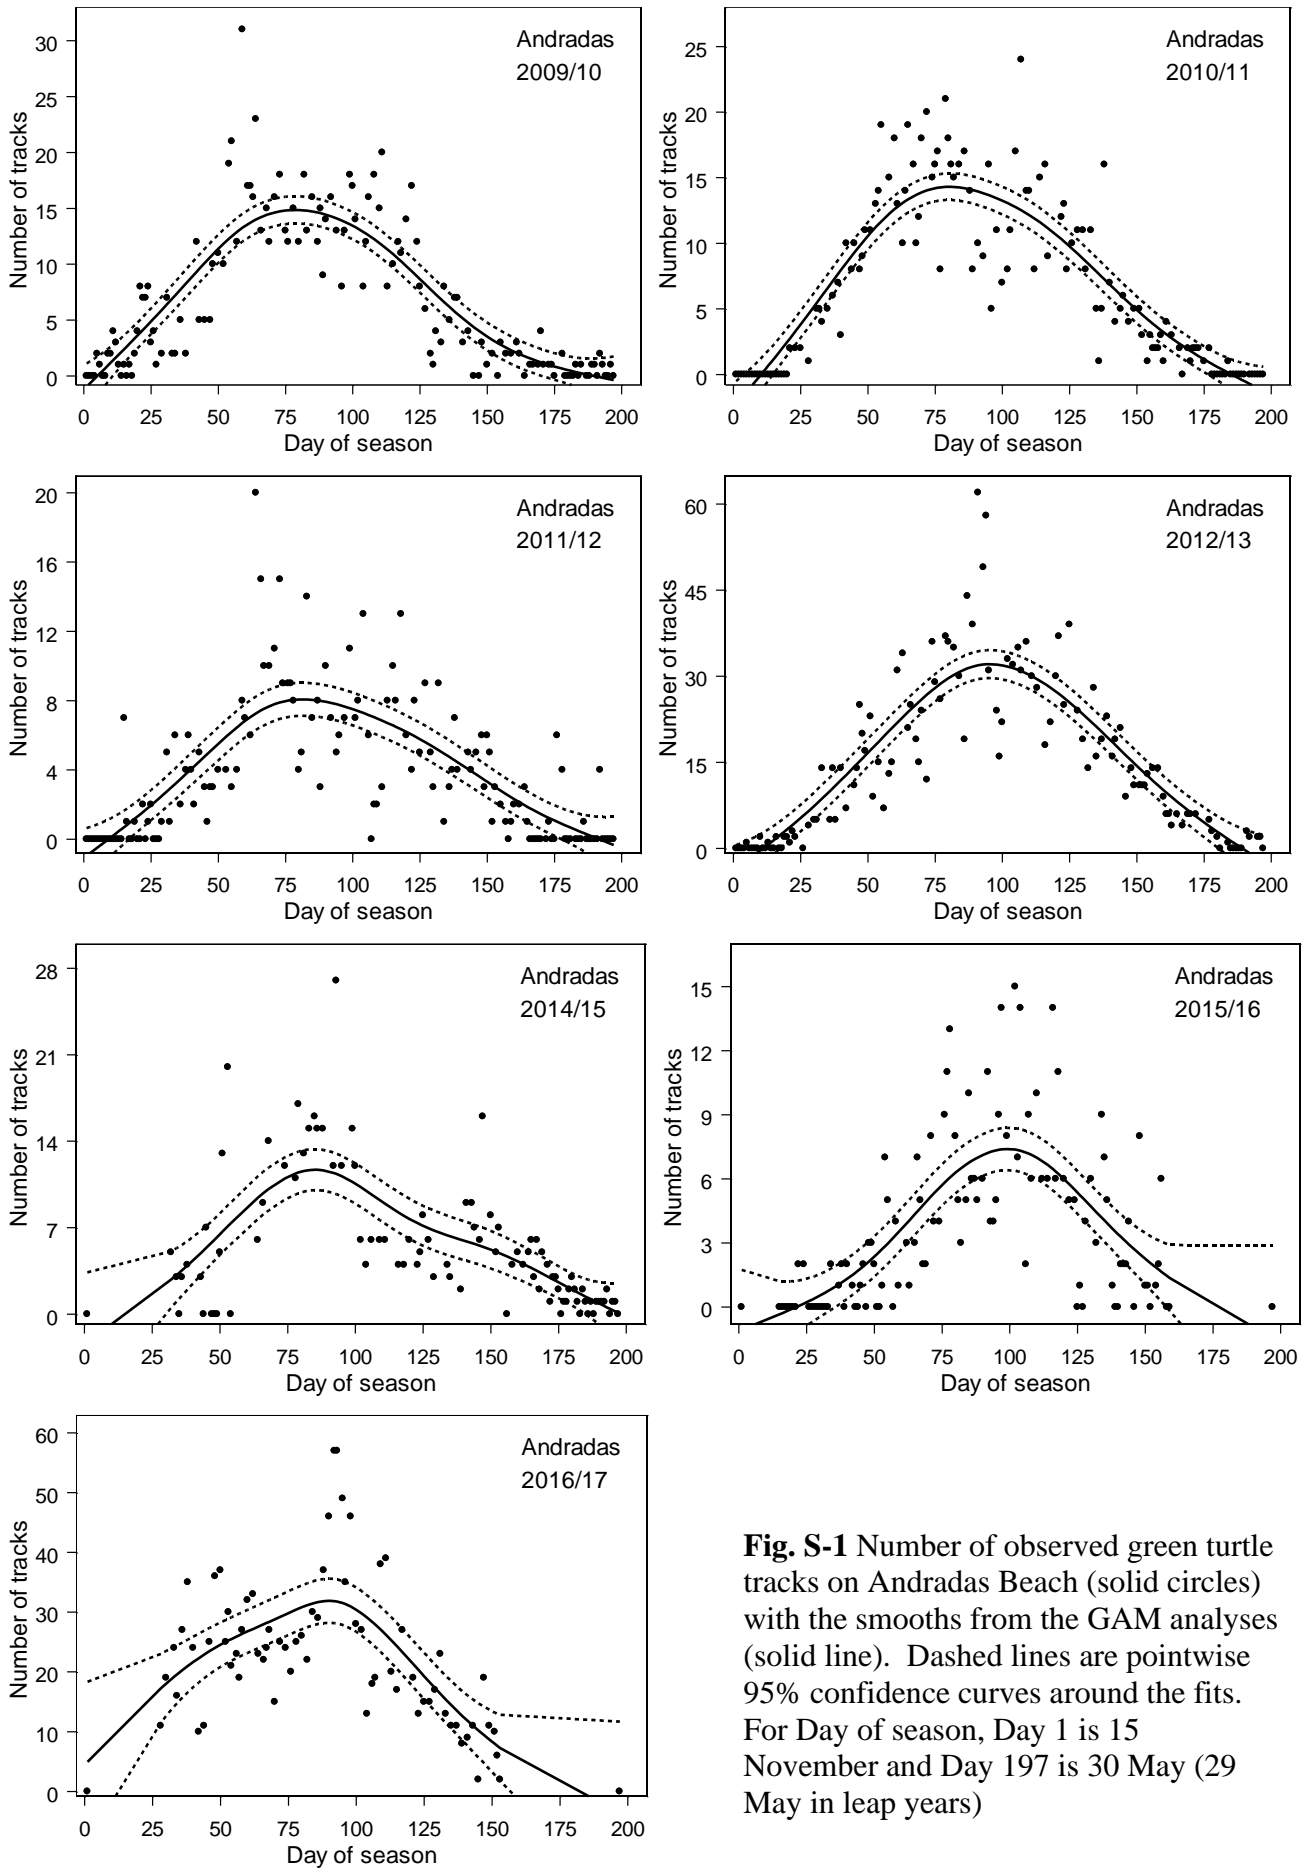 Andradas
2009/10
Number of tracks
30
25
20
15
10
5
0
0 25 50 75 100 125 150 175 200
Day of season
Andradas
2010/11
Number of tracks
25
20
15
10
5
0
0 25 50 75 100 125 150 175 200
Day of season
Andradas
2011/12
Number of tracks
20
16
12
8
4
0
0 25 50 75 100 125 150 175 200
Day of season
Andradas
2012/13
Number of tracks
60
45
30
15
0
0 25 50 75 100 125 150 175 200
Day of season
Andradas
2014/15
Number of tracks
28
21
14
7
0
0 25 50 75 100 125 150 175 200
Day of season
Andradas
2015/16
Number of tracks
15
12
9
6
3
0
0 25 50 75 100 125 150 175 200
Day of season
Andradas
2016/17
Number of tracks
60
50
40
30
20
10
0
0 25 50 75 100 125 150 175 200
Day of season
Fig. S-1 Number of observed green turtle
tracks on Andradas Beach (solid circles)
with the smooths from the GAM analyses
(solid line). Dashed lines are pointwise
95% confidence curves around the fits.
For Day of season, Day 1 is 15
November and Day 197 is 30 May (29
May in leap years)